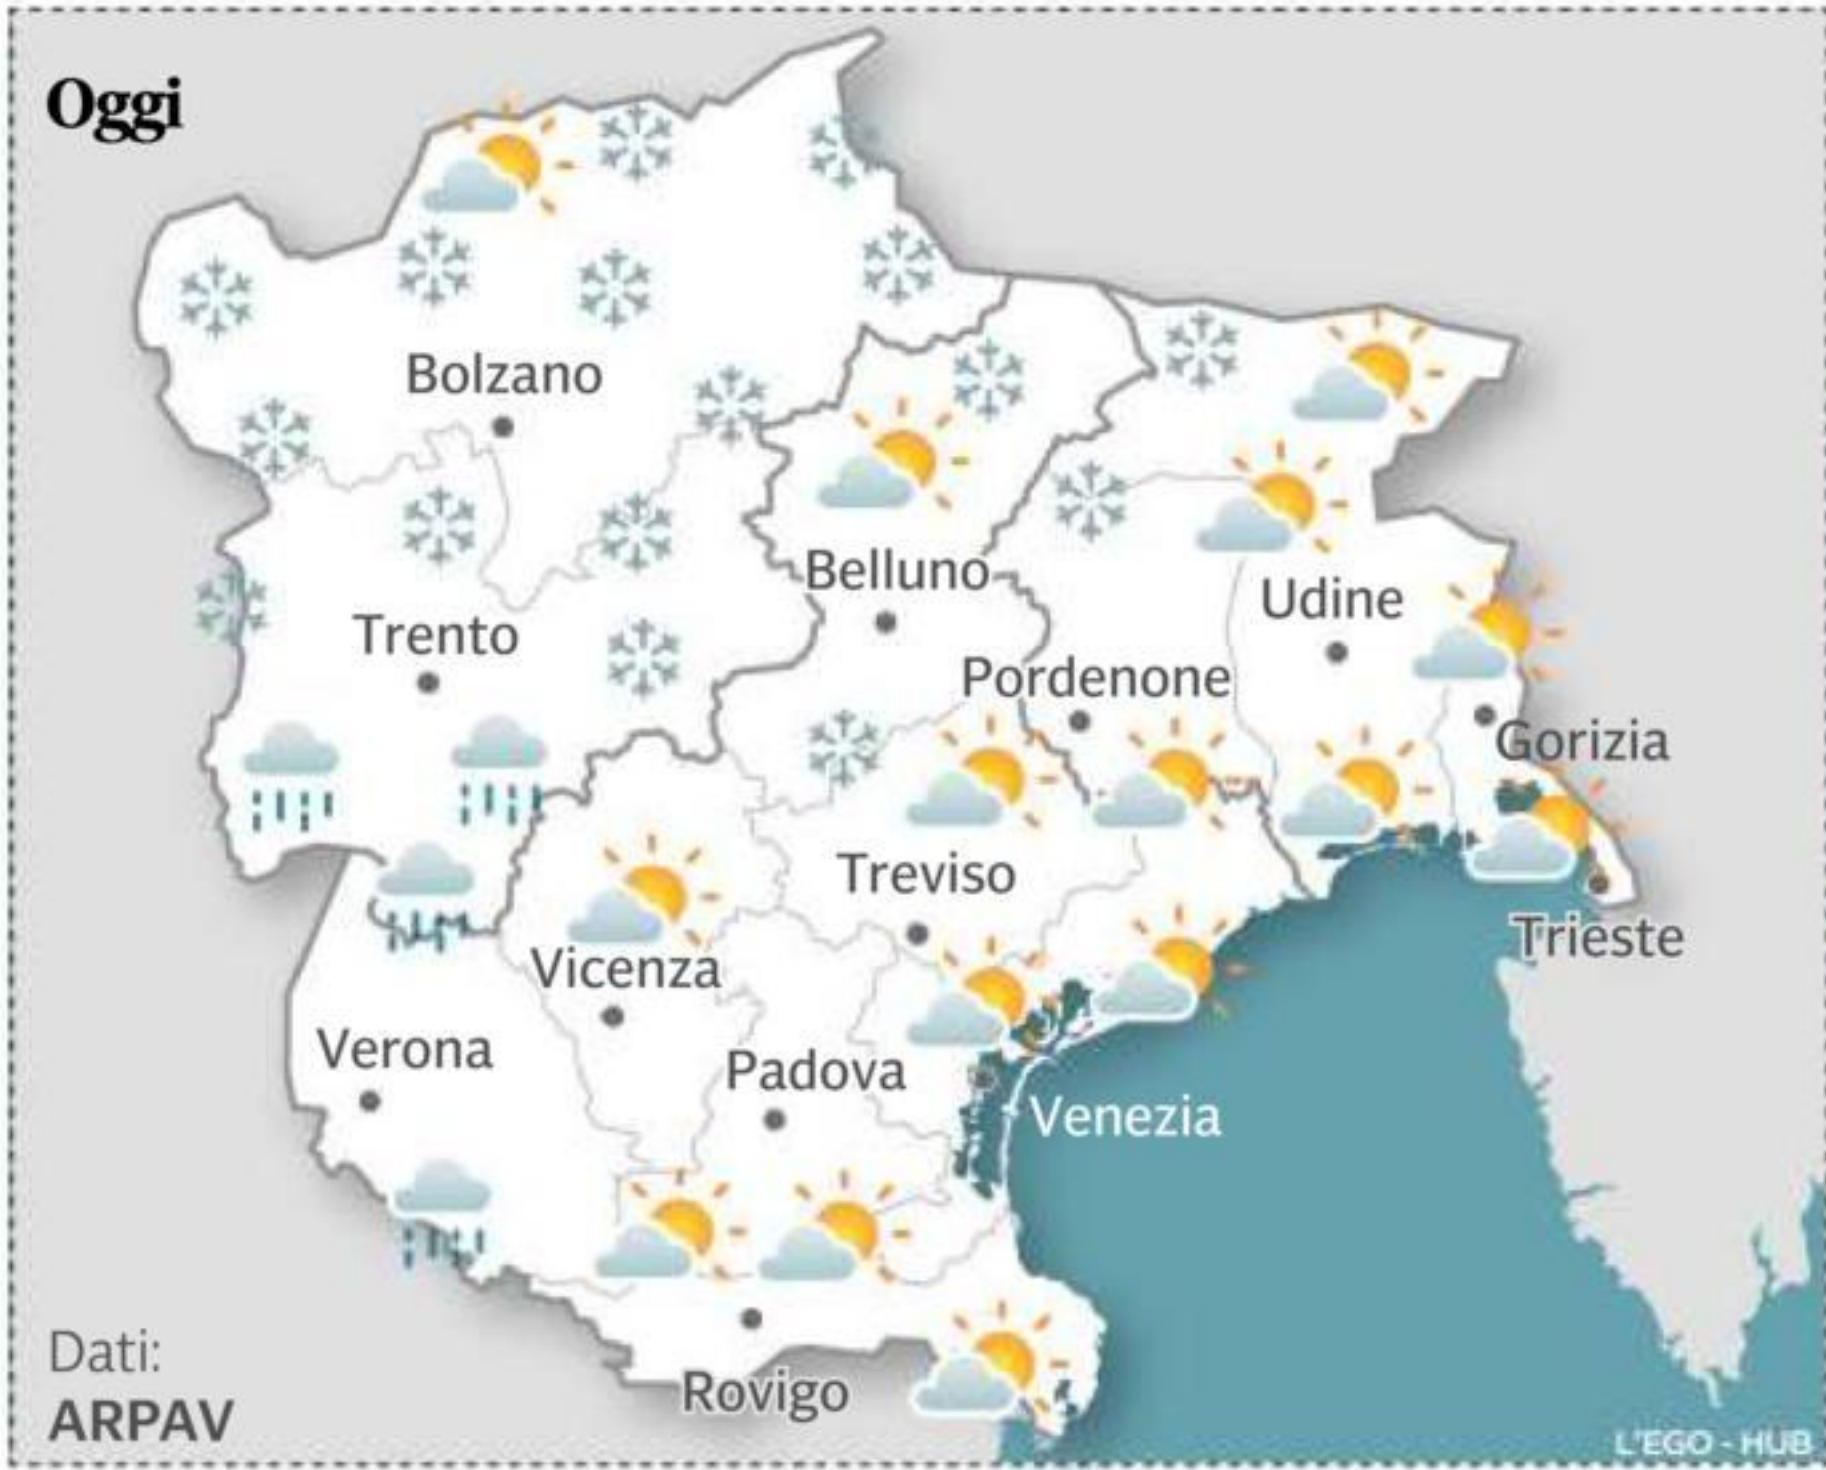 Oggi
Bolzano
Belluno
Udine
Trento
Pordenone
Gorizia
Treviso
Trieste
Vicenza
Verona
Padova
Venezia
Rovigo
Dati:
ARPAV
L'EGO - HUB